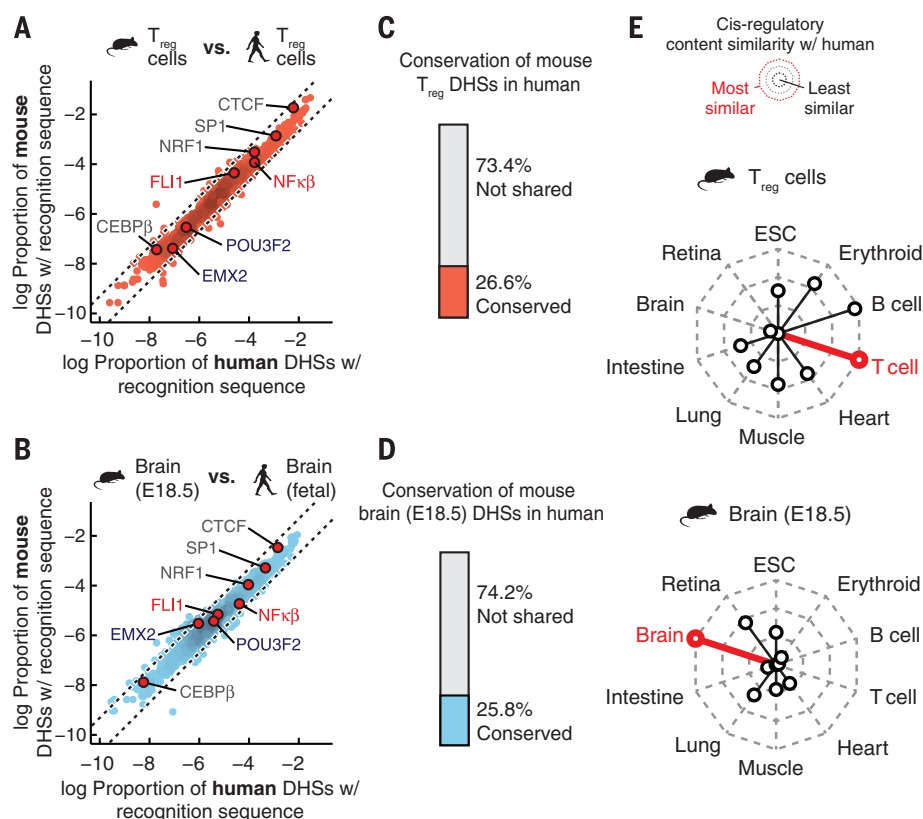 A
T reg cells vs. T reg cells
log Proportion of mouse
DHSs w/ recognition sequence
−2
−4
−6
−8
−10
CTCF
SP1
NRF1
FLI1
NFκβ
CEBPβ
POU3F2
EMX2
−10 −8 −6 −4 −2
log Proportion of human DHSs w/
recognition sequence
B
Brain (E18.5) vs. Brain (fetal)
log Proportion of mouse
DHSs w/ recognition sequence
−2
−4
−6
−8
−10
CTCF
SP1
NRF1
FLI1
NFκβ
EMX2
POU3F2
CEBPβ
−10 −8 −6 −4 −2
log Proportion of human DHSs w/
recognition sequence
C
Conservation of mouse
T reg DHSs in human
73.4%
Not shared
26.6%
Conserved
D
Conservation of mouse
brain (E18.5) DHSs in human
74.2%
Not shared
25.8%
Conserved
E
Cis-regulatory
content similarity w/ human
Most
similar
Least
similar
T reg cells
ESC
Retina
Erythroid
Brain
B cell
Intestine
T cell
Lung
Heart
Muscle
Brain (E18.5)
ESC
Retina
Erythroid
Brain
B cell
Intestine
T cell
Lung
Heart
Muscle